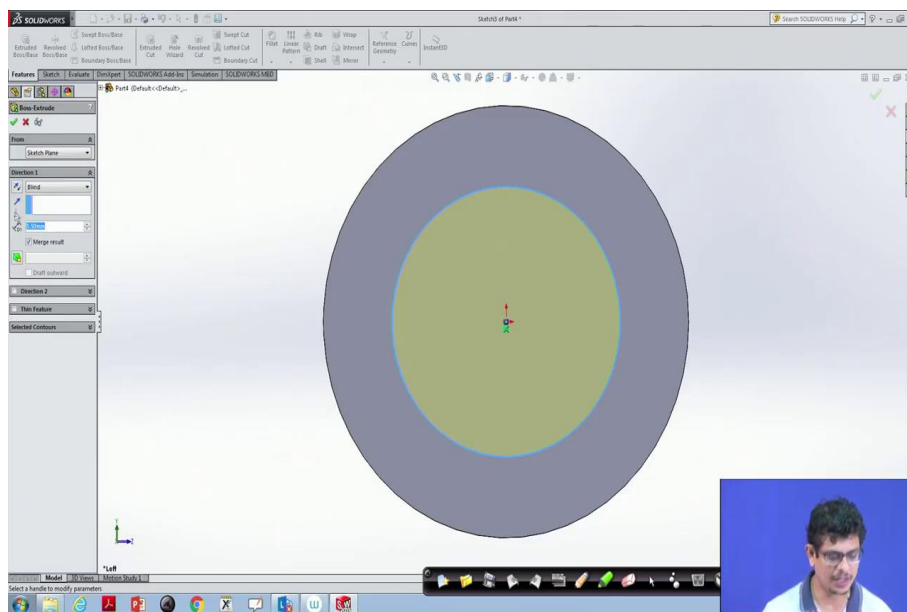 SOLIDWORKS
Sketch3 of Part4 *
Search SOLIDWORKS Help
Extruded Boss/Base
Revolved Boss/Base
Swept Boss/Base
Lofted Boss/Base
Boundary Boss/Base
Extruded Cut
Hole Wizard
Revolved Cut
Swept Cut
Lofted Cut
Boundary Cut
Fillet
Linear Pattern
Rib
Draft
Shell
Wrap
Intersect
Mirror
Reference Geometry
Curves
Instant3D
Features Sketch Evaluate DimXpert SOLIDWORKS Add-Ins Simulation SOLIDWORKS MBD
Part4 (Default<<Default>_...
Boss-Extrude
From
Sketch Plane
Direction 1
Blind
Merge result
Draft outward
Direction 2
Thin Feature
Selected Contours
Y
Z
*Left
Model 3D Views Motion Study 1
Select a handle to modify parameters